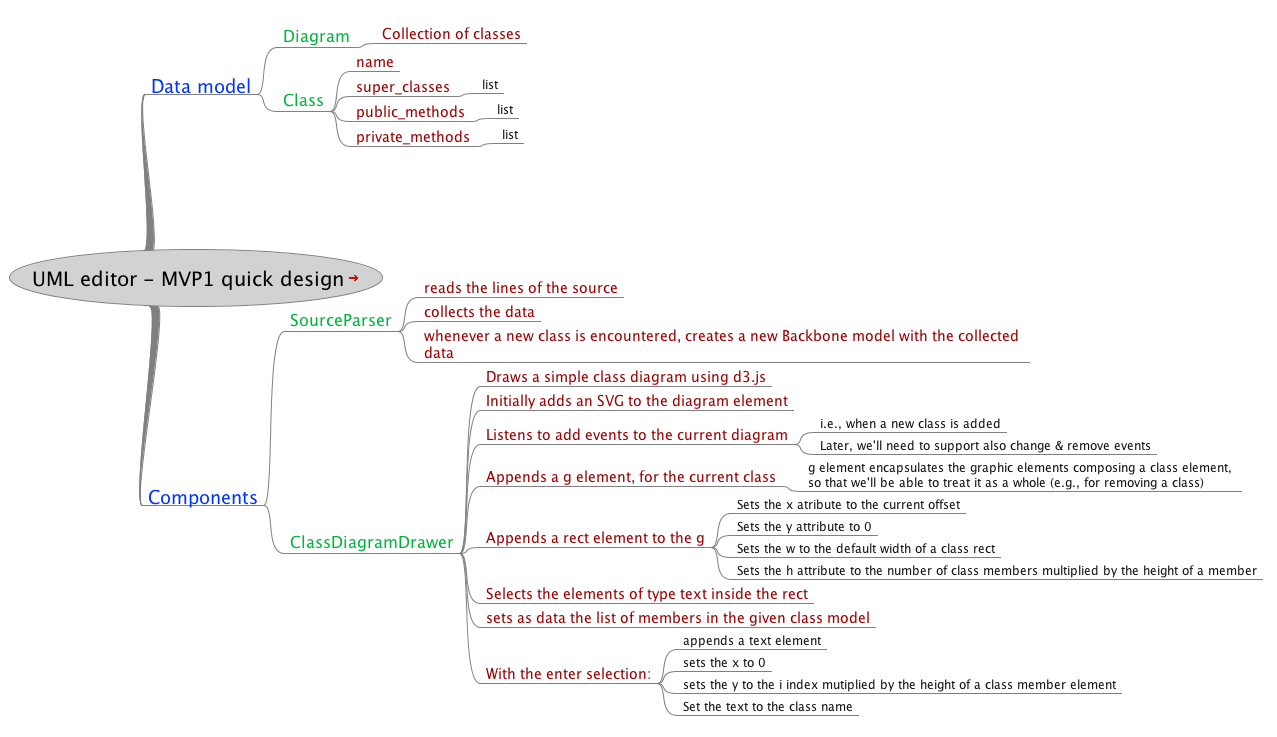 UML editor – MVP1 quick design
Data model
Diagram
Collection of classes
Class
name
super_classes
list
public_methods
list
private_methods
list
Components
SourceParser
reads the lines of the source
collects the data
whenever a new class is encountered, creates a new Backbone model with the collected
data
ClassDiagramDrawer
Draws a simple class diagram using d3.js
Initially adds an SVG to the diagram element
Listens to add events to the current diagram
i.e., when a new class is added
Later, we'll need to support also change & remove events
Appends a g element, for the current class
g element encapsulates the graphic elements composing a class element,
so that we'll be able to treat it as a whole (e.g., for removing a class)
Appends a rect element to the g
Sets the x atribute to the current offset
Sets the y attribute to 0
Sets the w to the default width of a class rect
Sets the h attribute to the number of class members multiplied by the height of a member
Selects the elements of type text inside the rect
sets as data the list of members in the given class model
With the enter selection:
appends a text element
sets the x to 0
sets the y to the i index mutiplied by the height of a class member element
Set the text to the class name